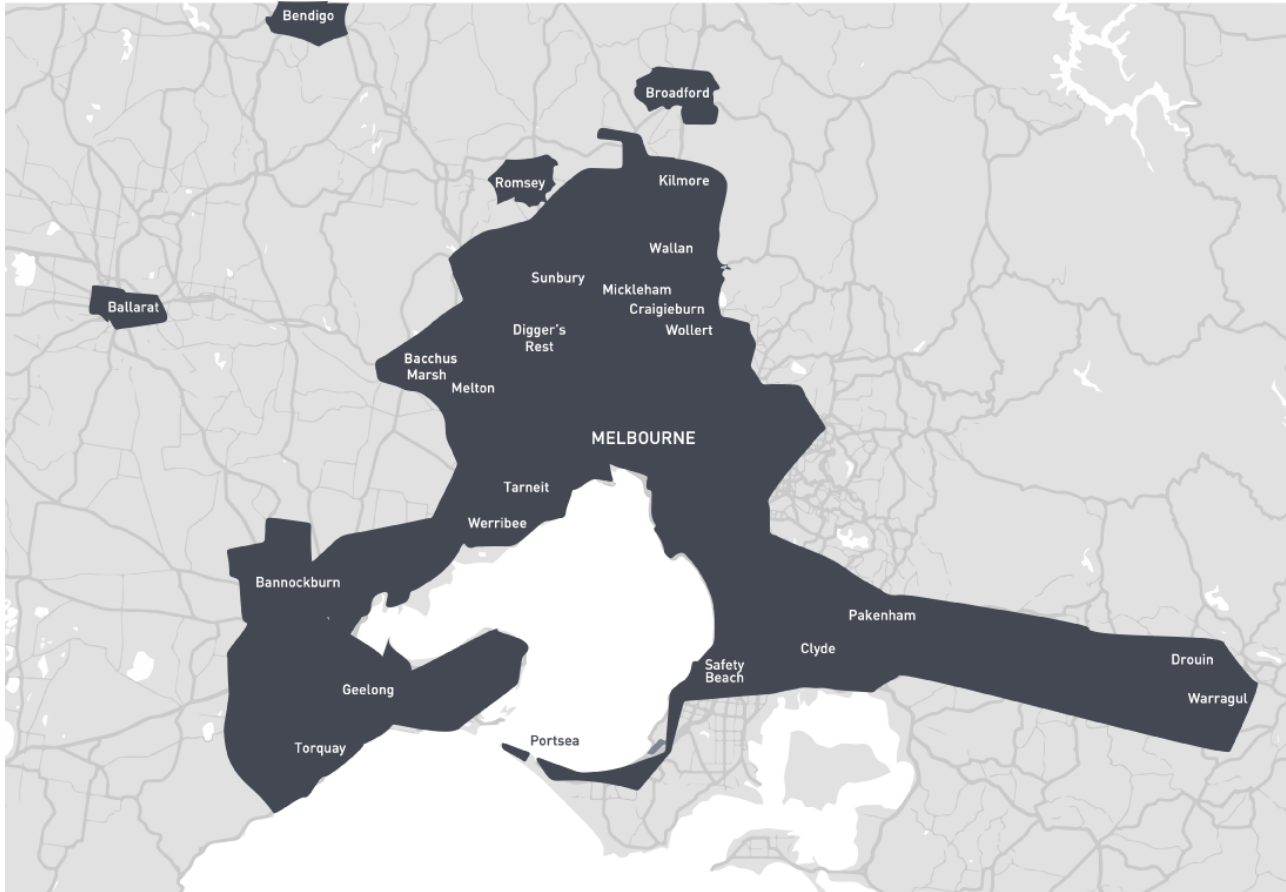 Bendigo
Broadford
Romsey
Kilmore
Wallan
Sunbury
Mickleham
Ballarat
Craigieburn
Digger's
Rest
Wollert
Bacchus
Marsh
Melton
MELBOURNE
Tarneit
Werribee
Bannockburn
Pakenham
Clyde
Drouin
Safety
Beach
Geelong
Warragul
Portsea
Torquay